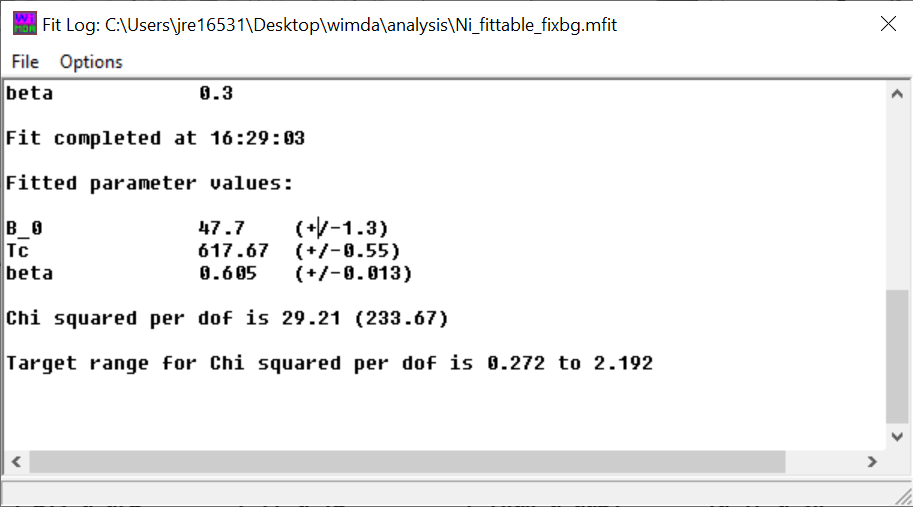 Fit Log: C:\Users\jre16531\Desktop\wimda\analysis\Ni_fittable_fixbg.mfit
File Options
beta 0.3
Fit completed at 16:29:03
Fitted parameter values:
B_0 47.7 (+/-1.3)
Tc 617.67 (+/-0.55)
beta 0.605 (+/-0.013)
Chi squared per dof is 29.21 (233.67)
Target range for Chi squared per dof is 0.272 to 2.192